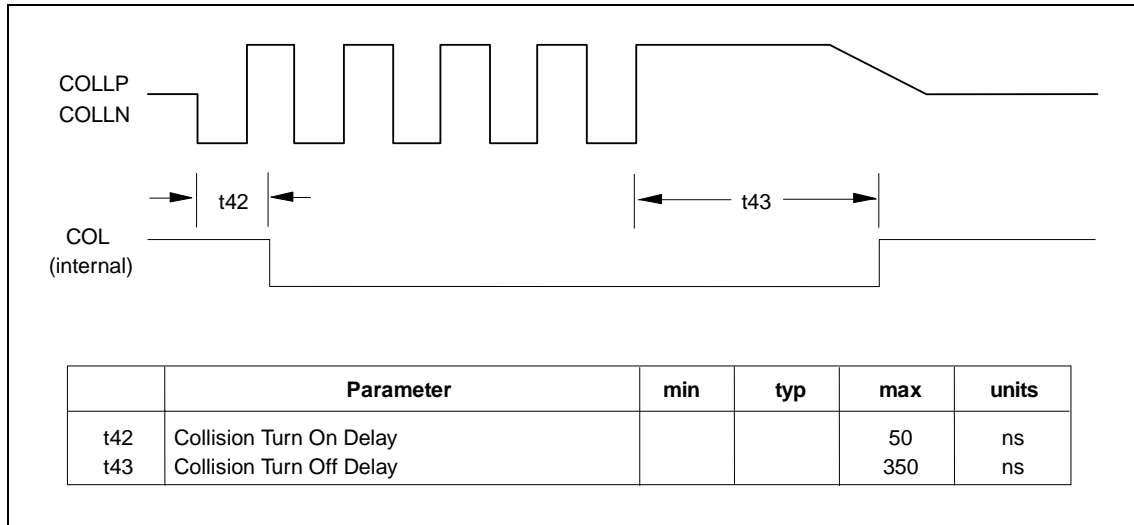 COLLP
COLLN
t42
t43
COL
(internal)
Parameter min typ max units
t42 Collision Turn On Delay 50 ns
t43 Collision Turn Off Delay 350 ns